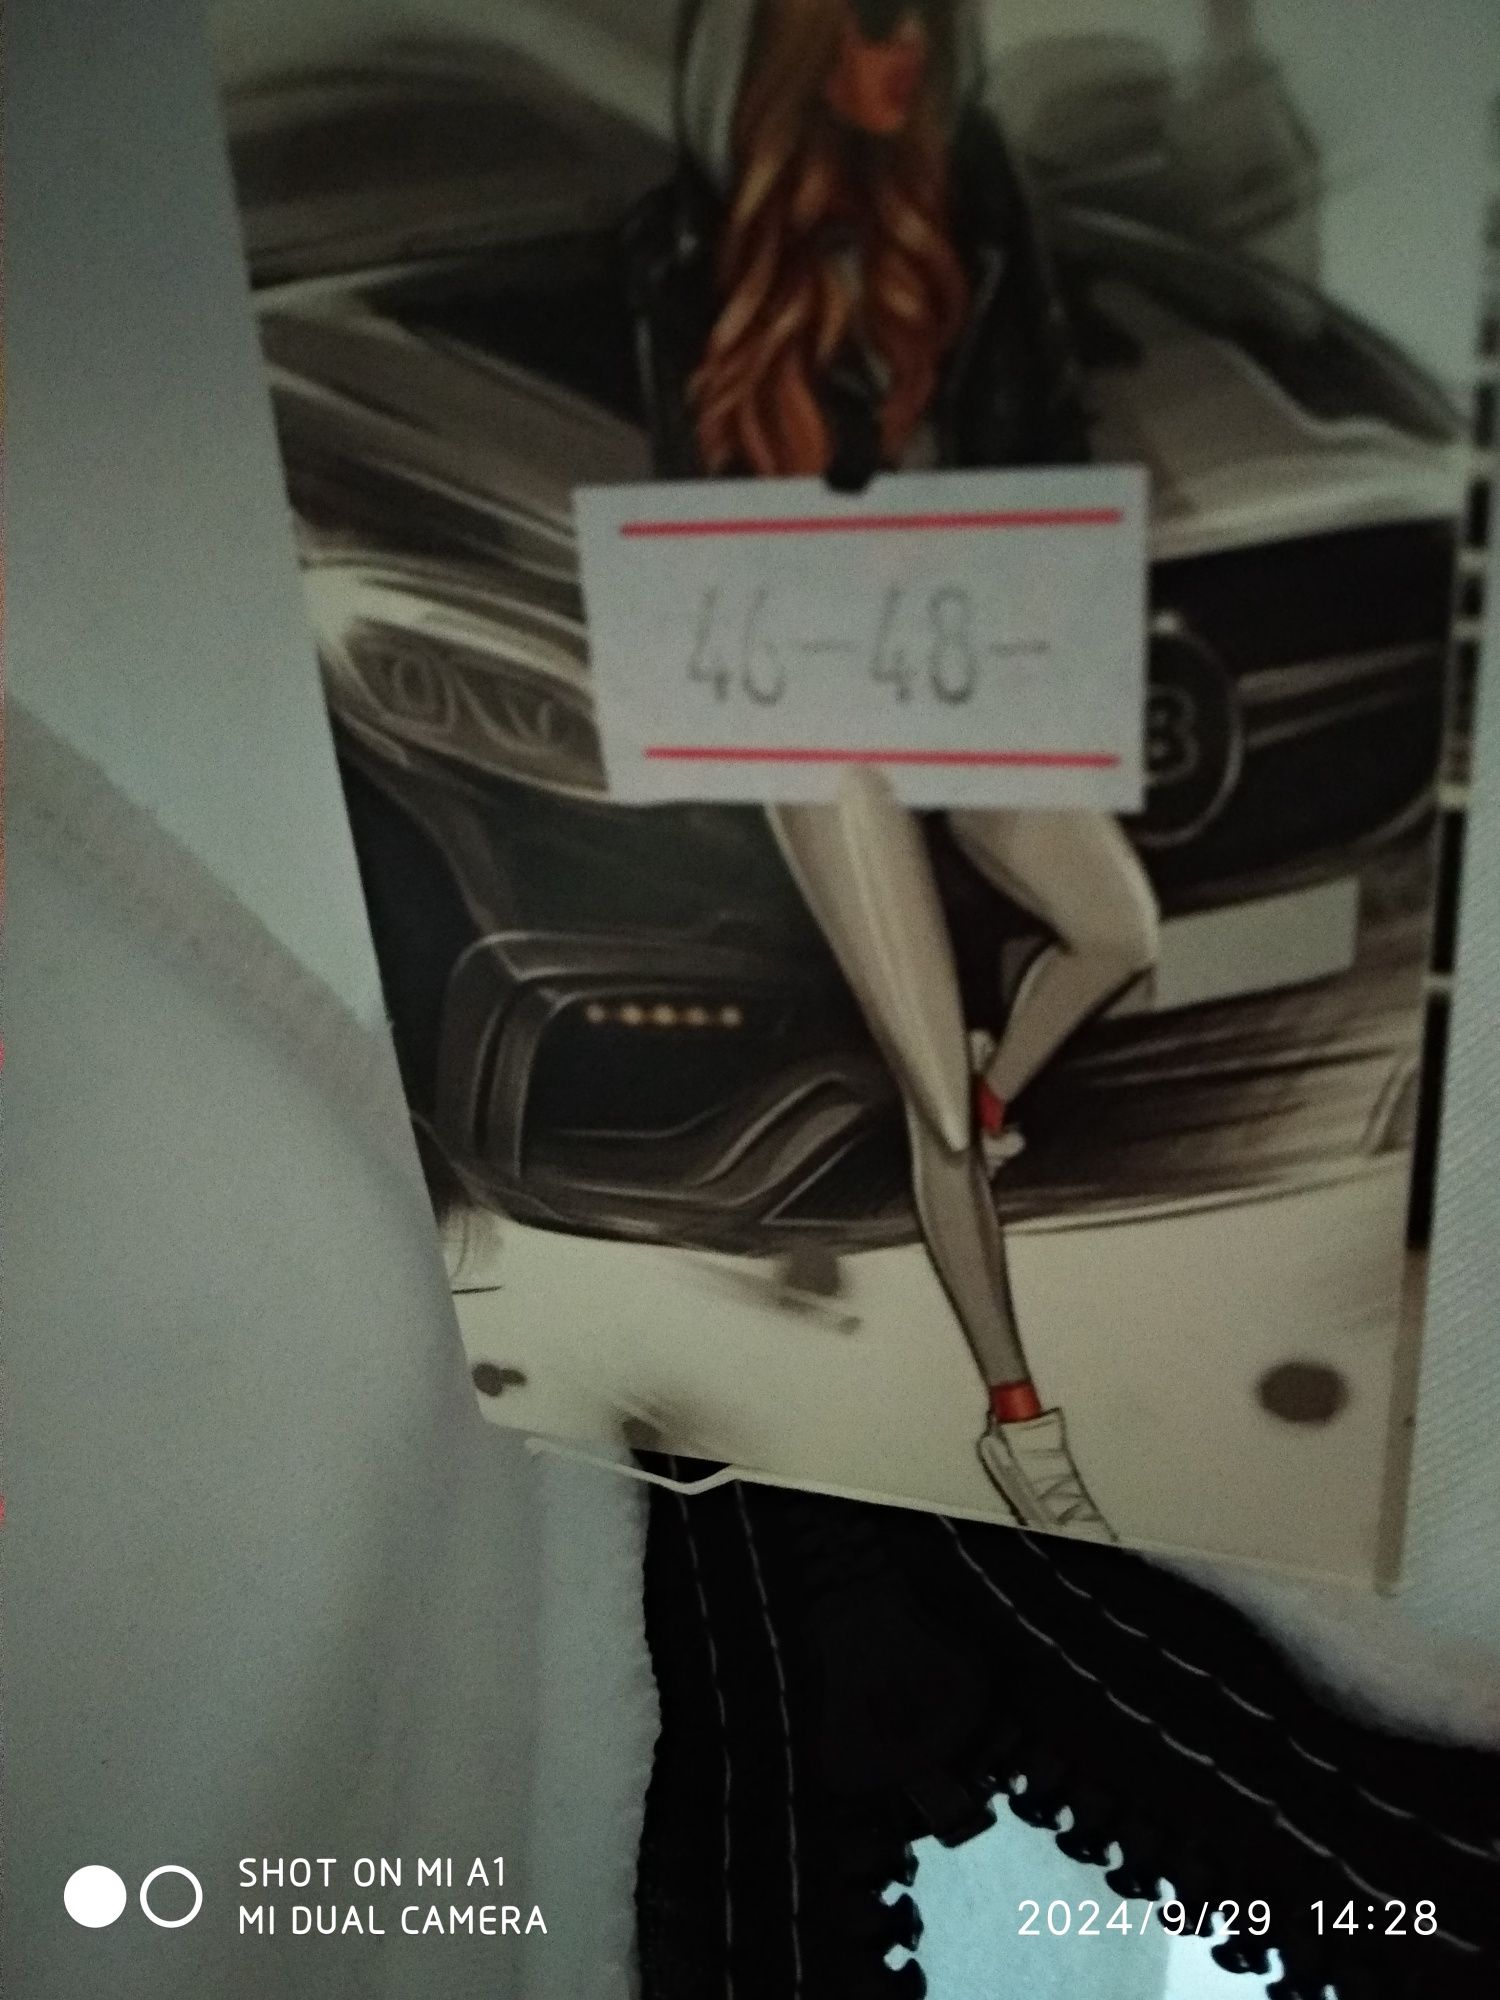 46-48-
B
SHOT ON MI A1
MI DUAL CAMERA
2024/9/29 14:28